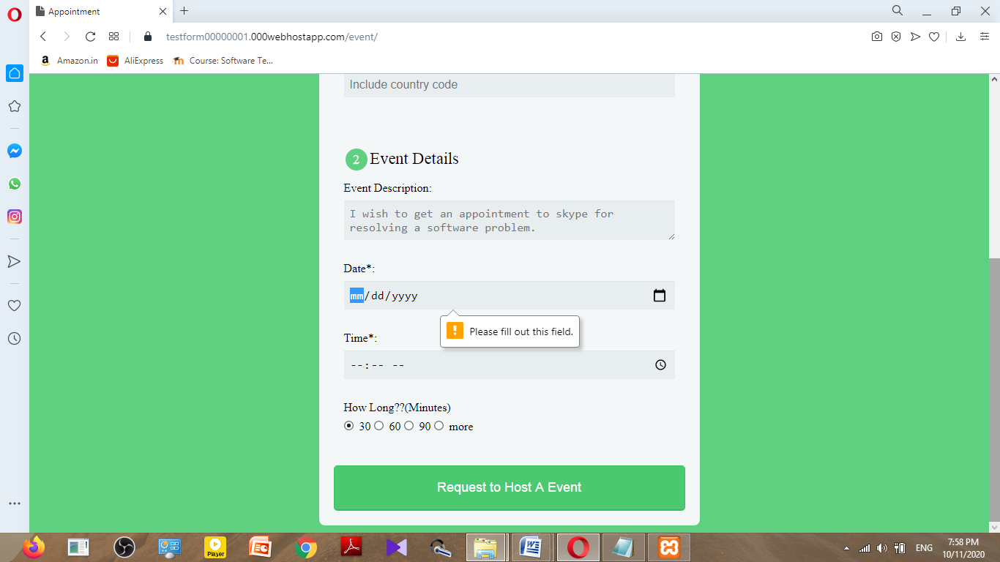 Appointment
testform00000001.000webhostapp.com/event/
Amazon.in AliExpress Course: Software Te...
Include country code
2 Event Details
Event Description:
I wish to get an appointment to skype for
resolving a software problem.
Date*:
mm/dd/yyyy
Please fill out this field.
Time*:
--:-- --
How Long??(Minutes)
30 60 90 more
Request to Host A Event
Player
ENG
7:58 PM
10/11/2020